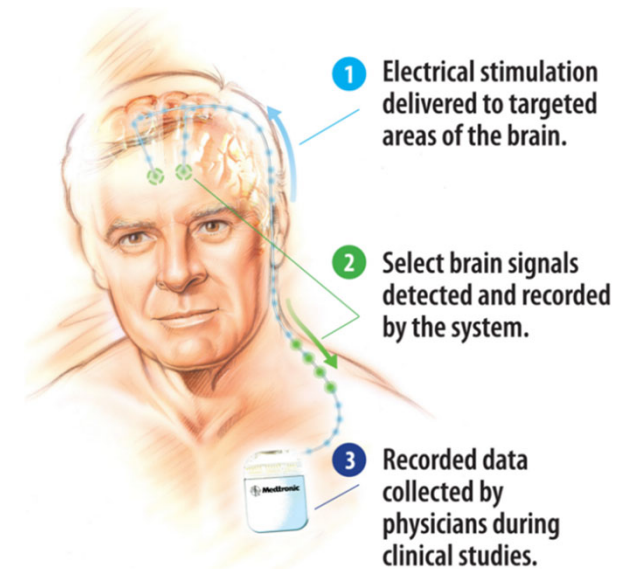 1 Electrical stimulation
delivered to targeted
areas of the brain.
2 Select brain signals
detected and recorded
by the system.
3 Recorded data
collected by
physicians during
clinical studies.
Medtronic